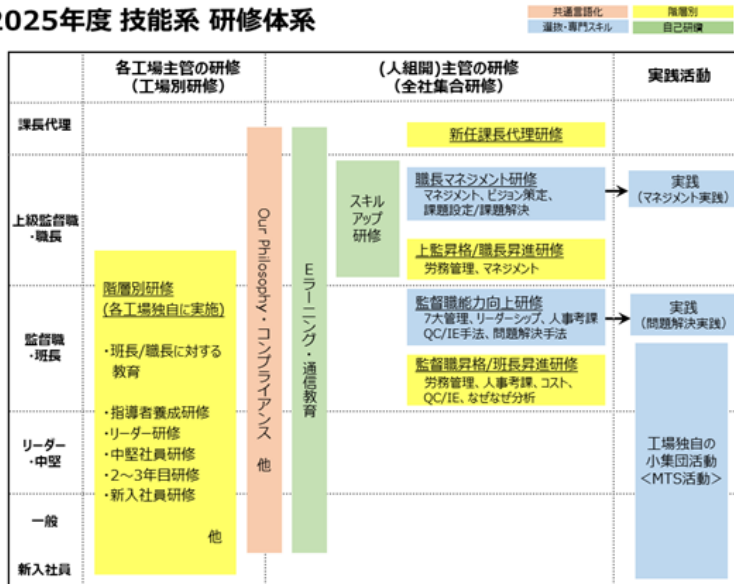 2025年度 技能系 研修体系
共通言語化
階層別
選抜・専門スキル
自己研鑽
各工場主管の研修
（工場別研修）
(人組開)主管の研修
（全社集合研修）
実践活動
課長代理
上級監督職
・職長
監督職
・班長
リーダー
・中堅
一般
新入社員
階層別研修
(各工場独自に実施)
・班長/職長に対する
教育
・指導者養成研修
・リーダー研修
・中堅社員研修
・2～3年目研修
・新入社員研修
他
Our Philosophy・コンプライアンス 他
Eラーニング・通信教育
スキル
アップ
研修
新任課長代理研修
職長マネジメント研修
マネジメント、ビジョン策定、
課題設定/課題解決
上監昇格/職長昇進研修
労務管理、マネジメント
監督職能力向上研修
7大管理、リーダーシップ、人事考課
QC/IE手法、問題解決手法
監督職昇格/班長昇進研修
労務管理、人事考課、コスト、
QC/IE、なぜなぜ分析
実践
（マネジメント実践）
実践
（問題解決実践）
工場独自の
小集団活動
＜MTS活動＞